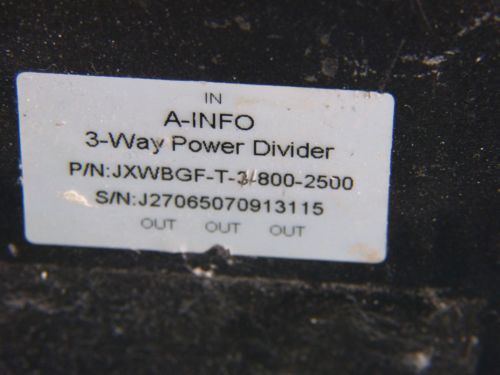 IN
A-INFO
3-Way Power Divider
P/N:JXWBGF-T-3-800-2500
S/N:J27065070913115
OUT OUT OUT